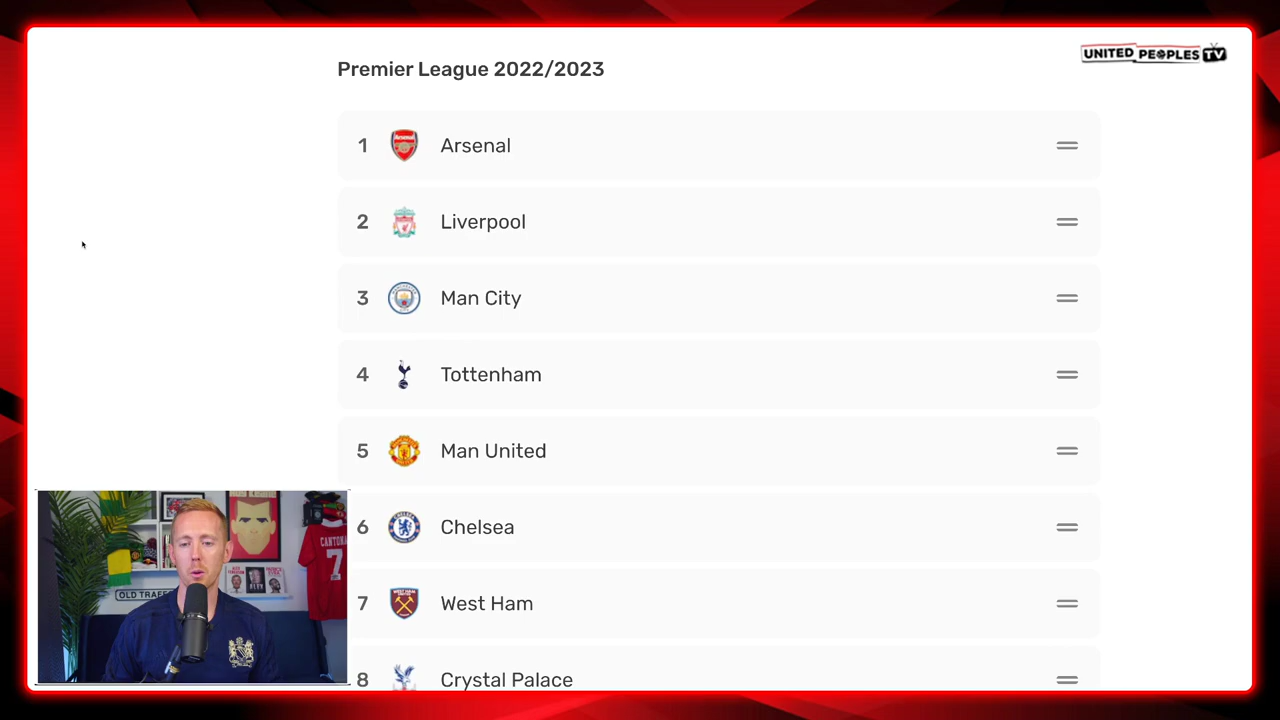 Premier League 2022/2023
UNITED PEOPLES TV
1 Arsenal
2 Liverpool
3 Man City
4 Tottenham
5 Man United
6 Chelsea
7 West Ham
8 Crystal Palace
CANTONA
7
OLD TRAFF